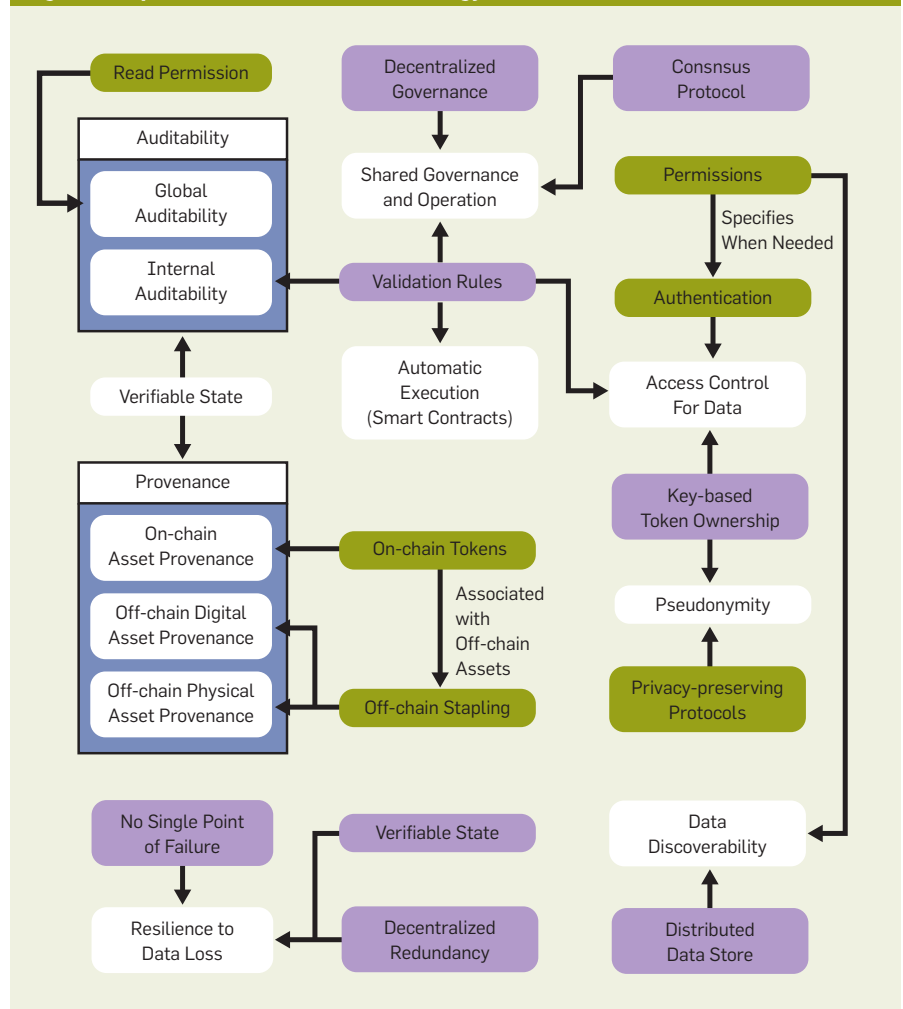 Read Permission
Decentralized
Governance
Consnsus
Protocol
Auditability
Global
Auditability
Internal
Auditability
Shared Governance
and Operation
Permissions
Specifies
When Needed
Validation Rules
Authentication
Verifiable State
Automatic
Execution
(Smart Contracts)
Access Control
For Data
Provenance
On-chain
Asset Provenance
Off-chain Digital
Asset Provenance
Off-chain Physical
Asset Provenance
On-chain Tokens
Associated
with
Off-chain
Assets
Off-chain Stapling
Key-based
Token Ownership
Pseudonymity
Privacy-preserving
Protocols
No Single Point
of Failure
Verifiable State
Data
Discoverability
Resilience to
Data Loss
Decentralized
Redundancy
Distributed
Data Store